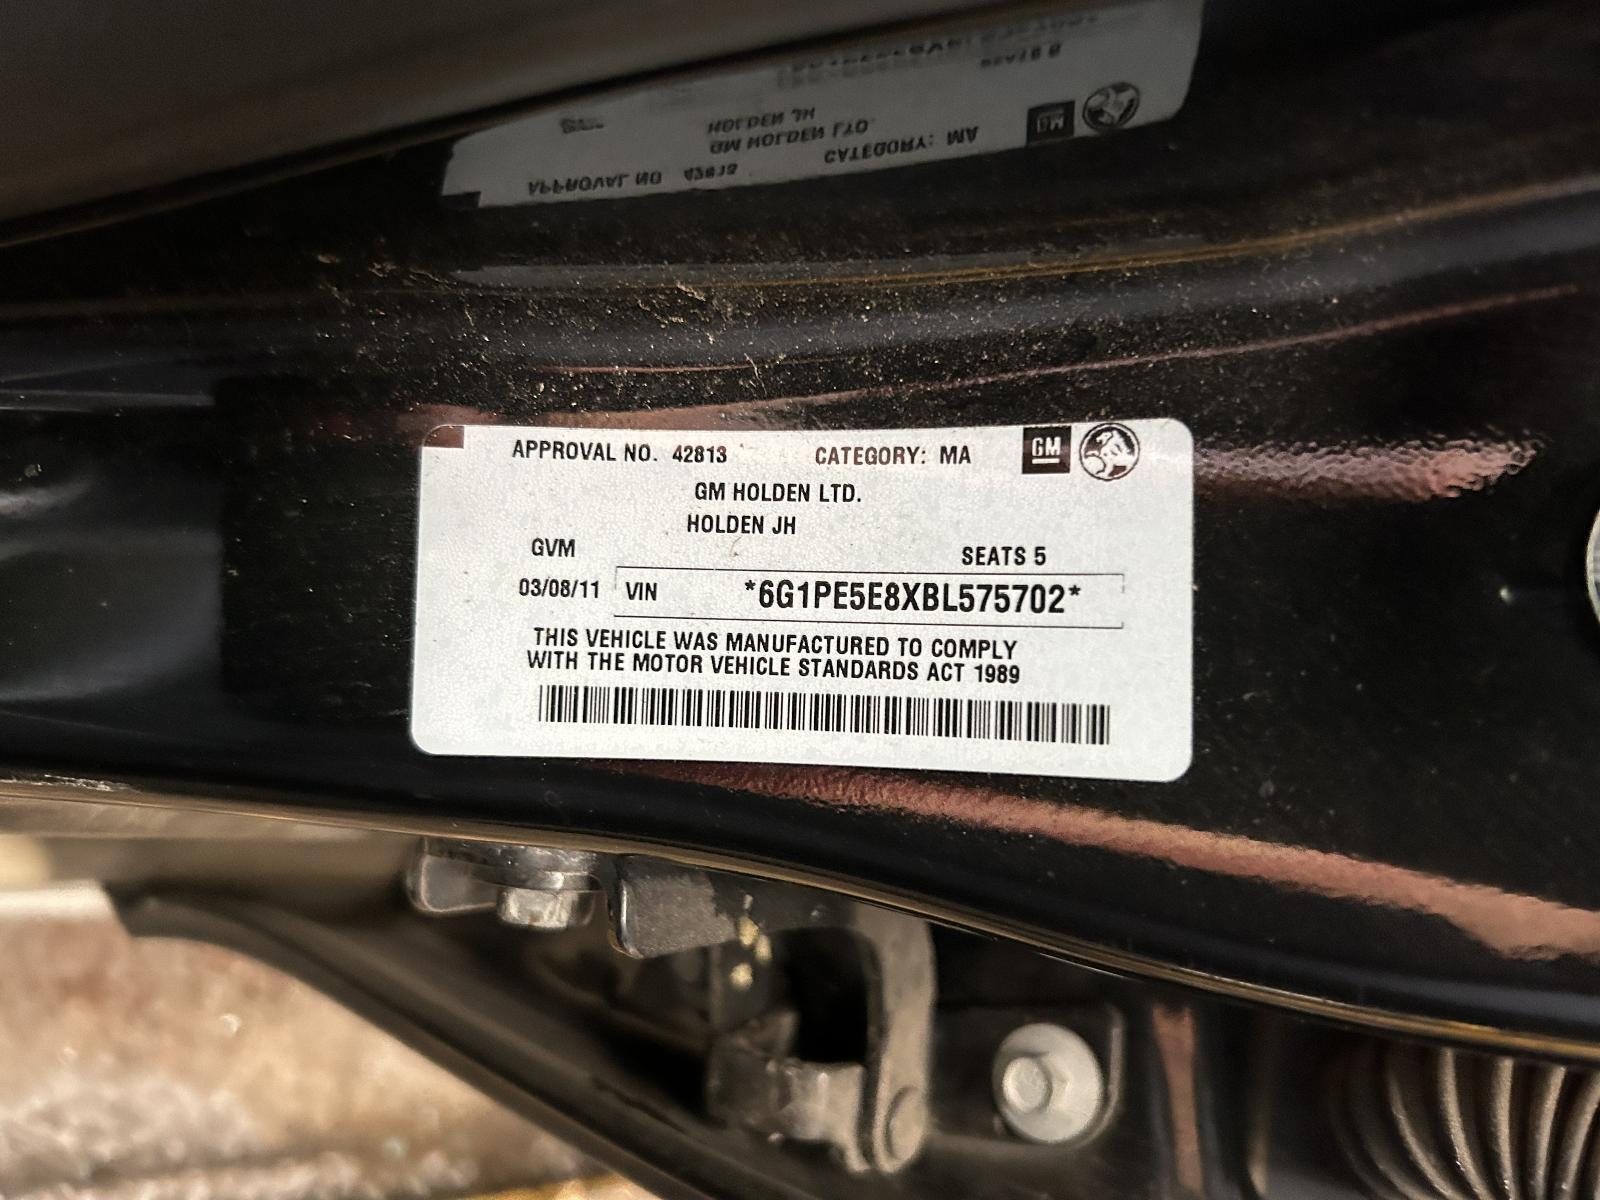 APPROVAL NO. 42813 CATEGORY: MA GM
GM HOLDEN LTD.
HOLDEN JH
GVM SEATS 5
03/08/11 VIN *6G1PE5E8XBL575702*
THIS VEHICLE WAS MANUFACTURED TO COMPLY
WITH THE MOTOR VEHICLE STANDARDS ACT 1989